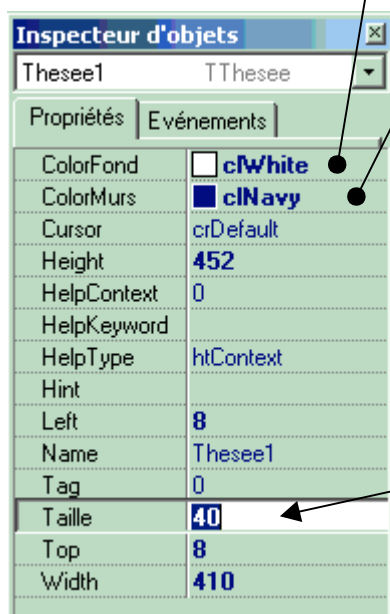 Inspecteur d'objets
Thesee1 TThesee
Propriétés Evénements
ColorFond clWhite
ColorMurs clNavy
Cursor crDefault
Height 452
HelpContext 0
HelpKeyword
HelpType htContext
Hint
Left 8
Name Thesee1
Tag 0
Taille 40
Top 8
Width 410